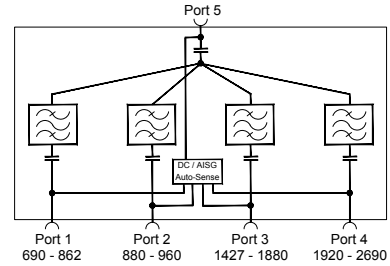 Port 5
DC / AISG
Auto-Sense
Port 1 Port 2 Port 3 Port 4
690 - 862 880 - 960 1427 - 1880 1920 - 2690